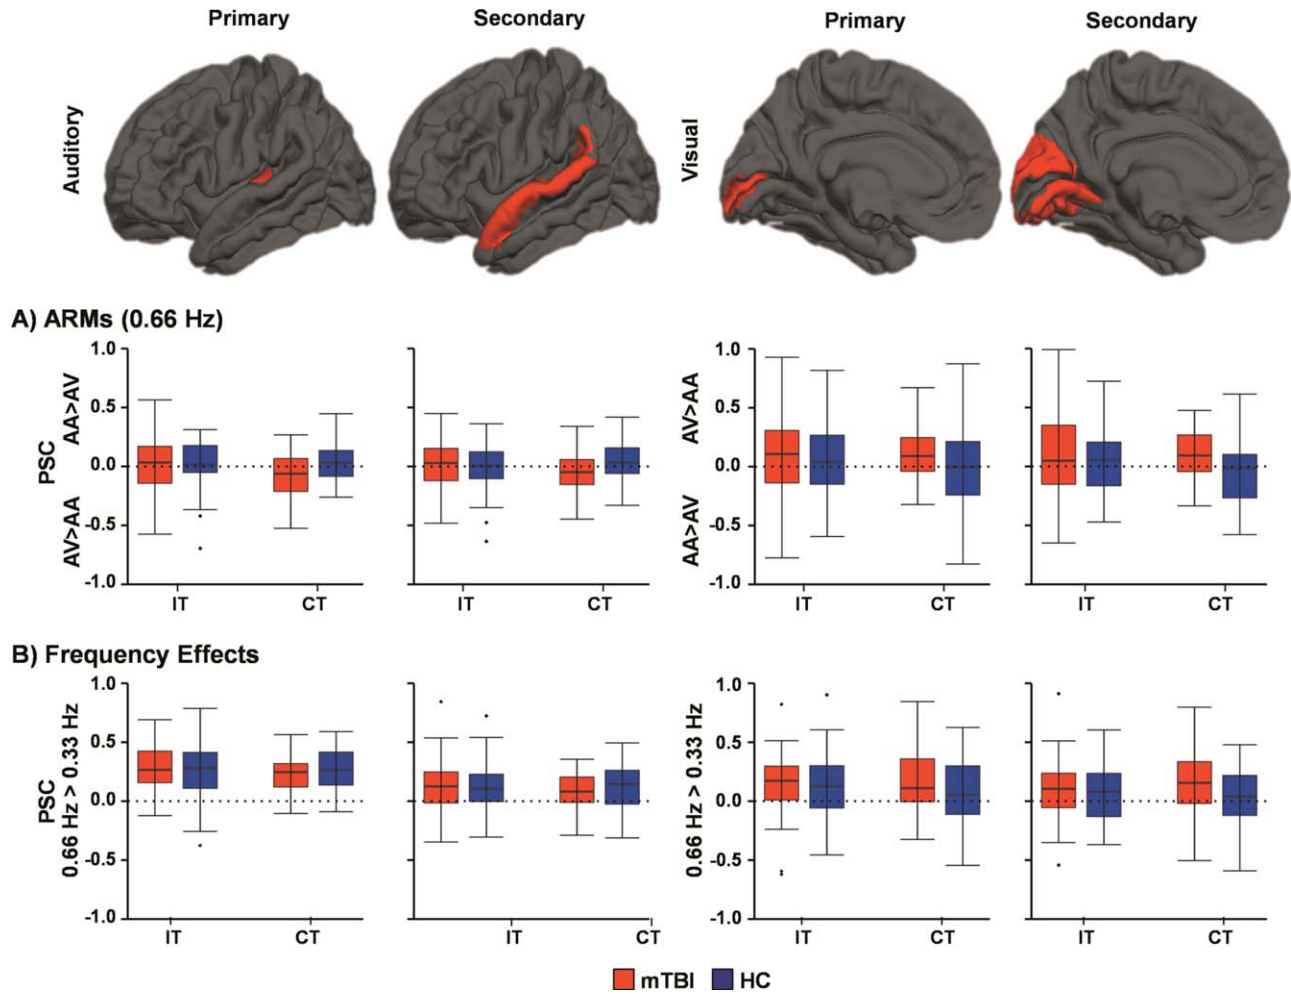 Primary Secondary Primary Secondary
Auditory
Visual
A) ARMs (0.66 Hz)
PSC
AV>AA AA>AV
1.0
0.5
0.0
-0.5
-1.0
IT CT
IT CT
AA>AV AV>AA
1.0
0.5
0.0
-0.5
-1.0
IT CT
IT CT
B) Frequency Effects
PSC
0.66 Hz > 0.33 Hz
1.0
0.5
0.0
-0.5
-1.0
IT CT
IT CT
0.66 Hz > 0.33 Hz
1.0
0.5
0.0
-0.5
-1.0
IT CT
IT CT
mTBI HC